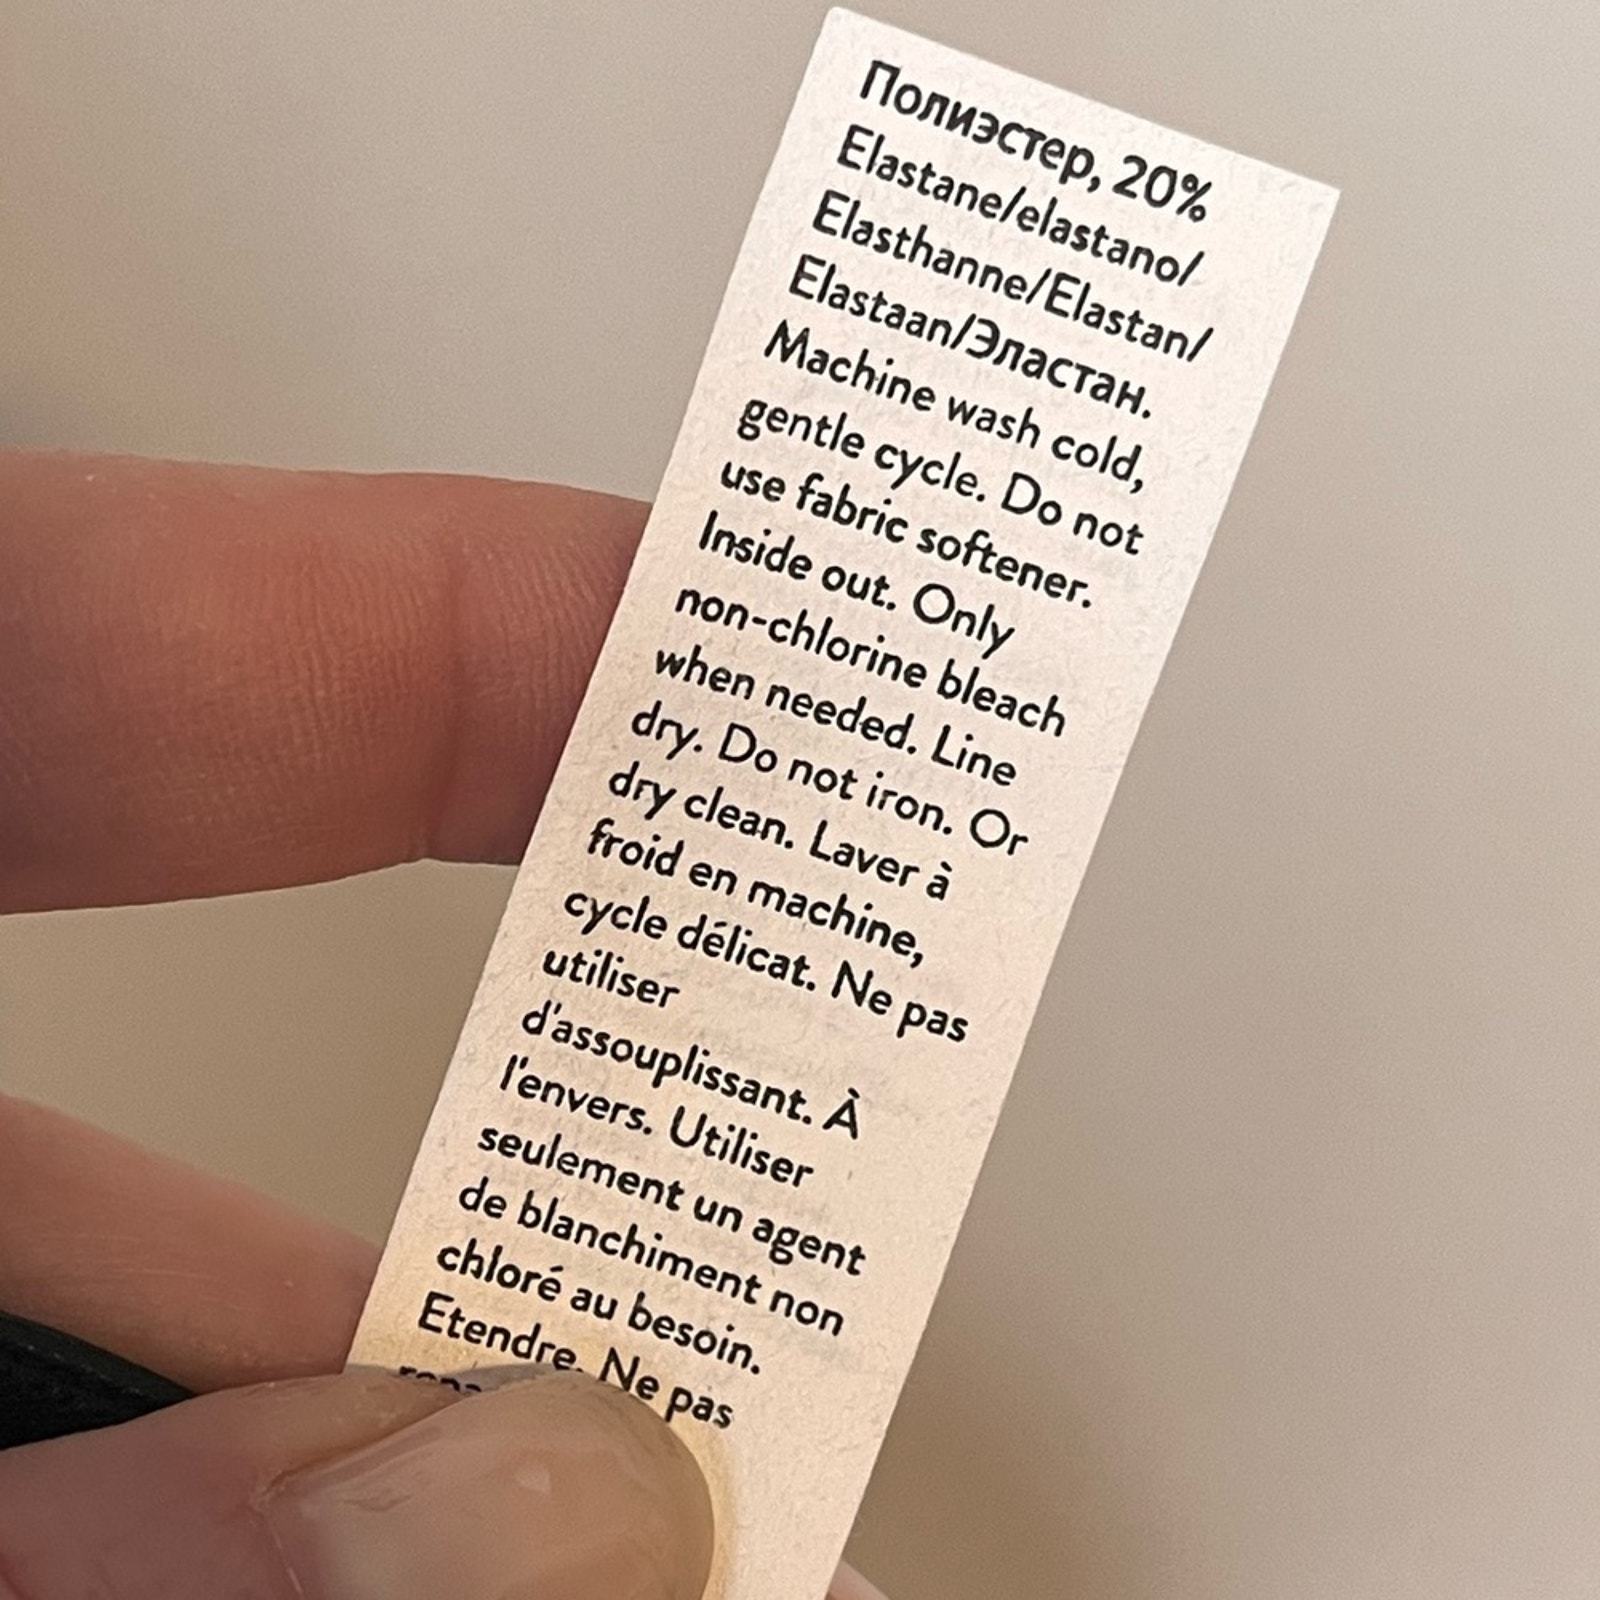 Полиэстер, 20%
Elastane/elastano/
Elasthanne/Elastan/
Elastaan/Эластан.
Machine wash cold,
gentle cycle. Do not
use fabric softener.
Inside out. Only
non-chlorine bleach
when needed. Line
dry. Do not iron. Or
dry clean. Laver à
froid en machine,
cycle délicat. Ne pas
utiliser
d'assouplissant. À
l'envers. Utiliser
seulement un agent
de blanchiment non
chloré au besoin.
Etendre. Ne pas